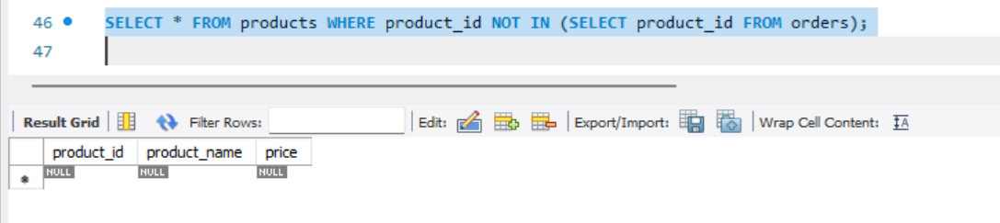 46 SELECT * FROM products WHERE product_id NOT IN (SELECT product_id FROM orders);
47
Result Grid Filter Rows: Edit: Export/Import: Wrap Cell Content: IA
product_id product_name price
* NULL NULL NULL